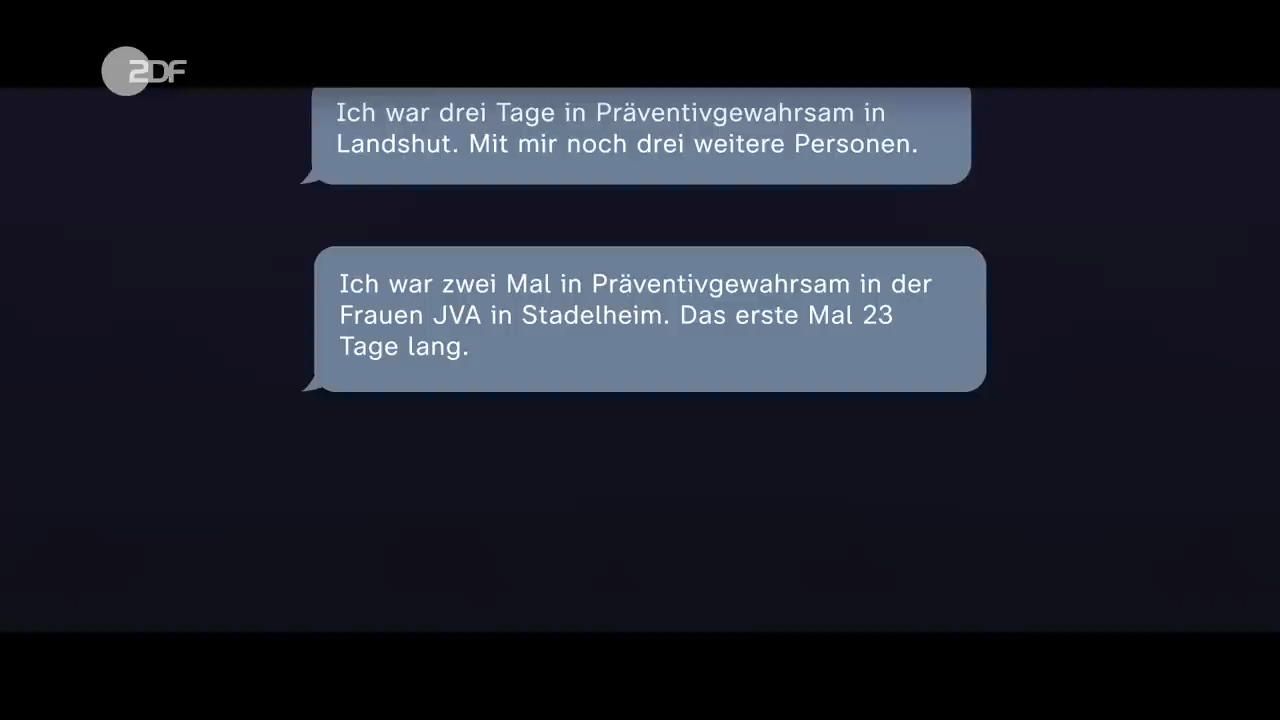 ZDF
Ich war drei Tage in Präventivgewahrsam in
Landshut. Mit mir noch drei weitere Personen.
Ich war zwei Mal in Präventivgewahrsam in der
Frauen JVA in Stadelheim. Das erste Mal 23
Tage lang.